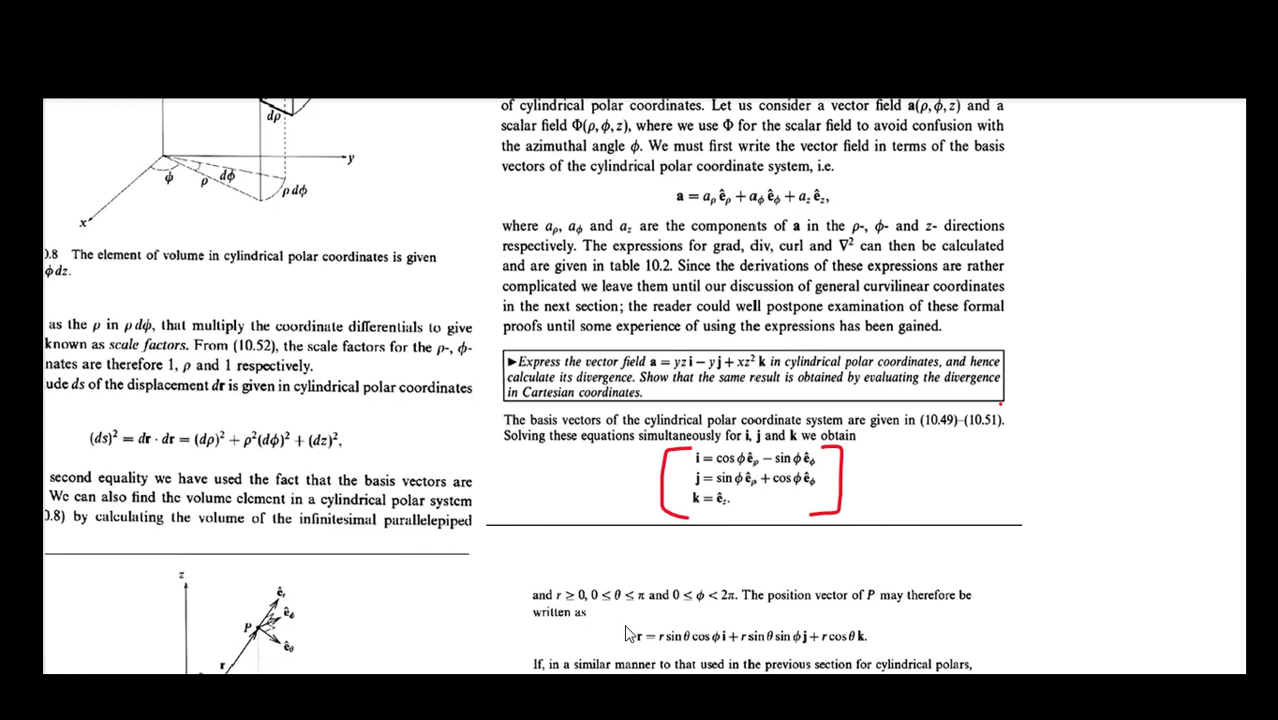 dρ
y
ϕ
ρ
dϕ
ρ dϕ
x
0.8 The element of volume in cylindrical polar coordinates is given
ϕ dz.
as the ρ in ρ dϕ, that multiply the coordinate differentials to give
known as scale factors. From (10.52), the scale factors for the ρ-, ϕ-
nates are therefore 1, ρ and 1 respectively.
ude ds of the displacement dr is given in cylindrical polar coordinates
(ds)² = dr · dr = (dρ)² + ρ²(dϕ)² + (dz)²,
second equality we have used the fact that the basis vectors are
We can also find the volume element in a cylindrical polar system
0.8) by calculating the volume of the infinitesimal parallelepiped
z
êᵣ
ê_ϕ
P
ê_θ
r
of cylindrical polar coordinates. Let us consider a vector field a(ρ, ϕ, z) and a
scalar field Φ(ρ, ϕ, z), where we use Φ for the scalar field to avoid confusion with
the azimuthal angle ϕ. We must first write the vector field in terms of the basis
vectors of the cylindrical polar coordinate system, i.e.
a = a_ρ ê_ρ + a_ϕ ê_ϕ + a_z ê_z,
where a_ρ, a_ϕ and a_z are the components of a in the ρ-, ϕ- and z- directions
respectively. The expressions for grad, div, curl and ∇² can then be calculated
and are given in table 10.2. Since the derivations of these expressions are rather
complicated we leave them until our discussion of general curvilinear coordinates
in the next section; the reader could well postpone examination of these formal
proofs until some experience of using the expressions has been gained.
▶Express the vector field a = yz i − y j + xz² k in cylindrical polar coordinates, and hence
calculate its divergence. Show that the same result is obtained by evaluating the divergence
in Cartesian coordinates.
The basis vectors of the cylindrical polar coordinate system are given in (10.49)–(10.51).
Solving these equations simultaneously for i, j and k we obtain
i = cos ϕ ê_ρ − sin ϕ ê_ϕ
j = sin ϕ ê_ρ + cos ϕ ê_ϕ
k = ê_z.
and r ≥ 0, 0 ≤ θ ≤ π and 0 ≤ ϕ < 2π. The position vector of P may therefore be
written as
r = r sin θ cos ϕ i + r sin θ sin ϕ j + r cos θ k.
If, in a similar manner to that used in the previous section for cylindrical polars,